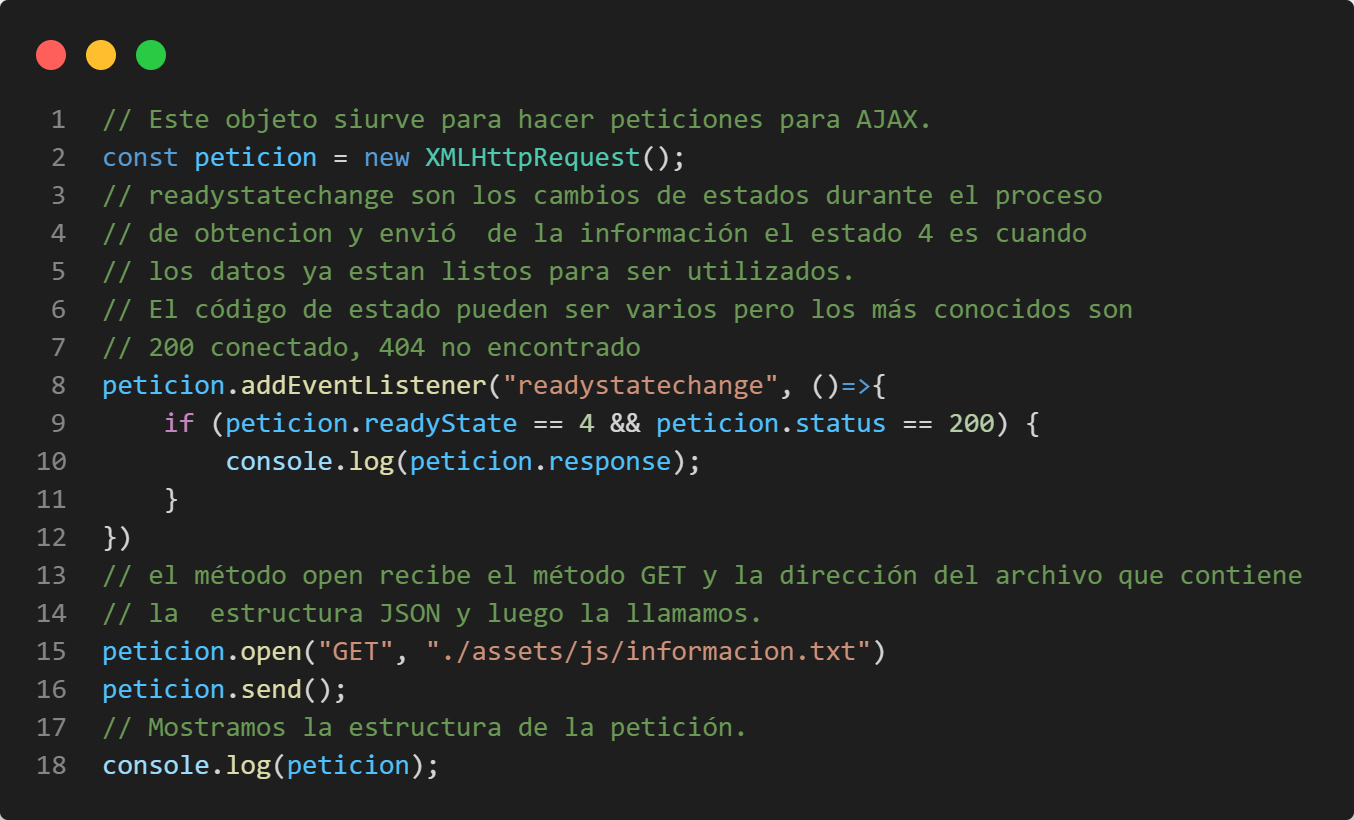 1 // Este objeto siurve para hacer peticiones para AJAX.
2 const peticion = new XMLHttpRequest();
3 // readystatechange son los cambios de estados durante el proceso
4 // de obtencion y envió  de la información el estado 4 es cuando
5 // los datos ya estan listos para ser utilizados.
6 // El código de estado pueden ser varios pero los más conocidos son
7 // 200 conectado, 404 no encontrado
8 peticion.addEventListener("readystatechange", ()=>{
9     if (peticion.readyState == 4 && peticion.status == 200) {
10         console.log(peticion.response);
11     }
12 })
13 // el método open recibe el método GET y la dirección del archivo que contiene
14 // la  estructura JSON y luego la llamamos.
15 peticion.open("GET", "./assets/js/informacion.txt")
16 peticion.send();
17 // Mostramos la estructura de la petición.
18 console.log(peticion);